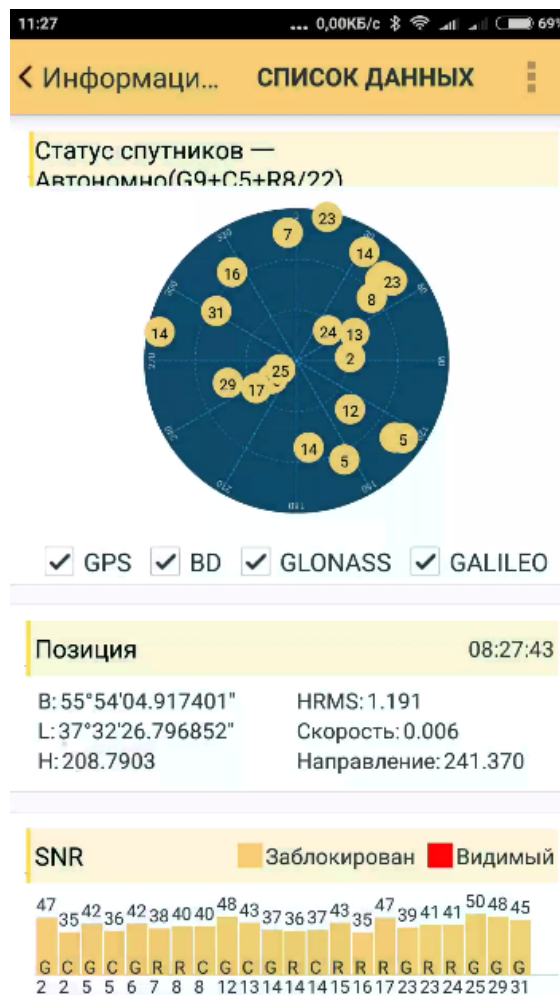 11:27 ... 0,00КБ/с 69%
Информаци... СПИСОК ДАННЫХ
Статус спутников —
Автономно(G9+C5+R8/22)
23
7
14
16
23
8
31
14
24 13
2
25
29 17
12
14
5
5
GPS BD GLONASS GALILEO
Позиция 08:27:43
B: 55°54'04.917401" HRMS: 1.191
L: 37°32'26.796852" Скорость: 0.006
H: 208.7903 Направление: 241.370
SNR Заблокирован Видимый
47 35 42 36 42 38 40 40 48 43 37 36 37 43 35 47 39 41 41 50 48 45
G C G C G R R C G C G R C R R R G R R G G G
2 2 5 5 6 7 8 8 12 13 14 14 14 15 16 17 23 23 24 25 29 31